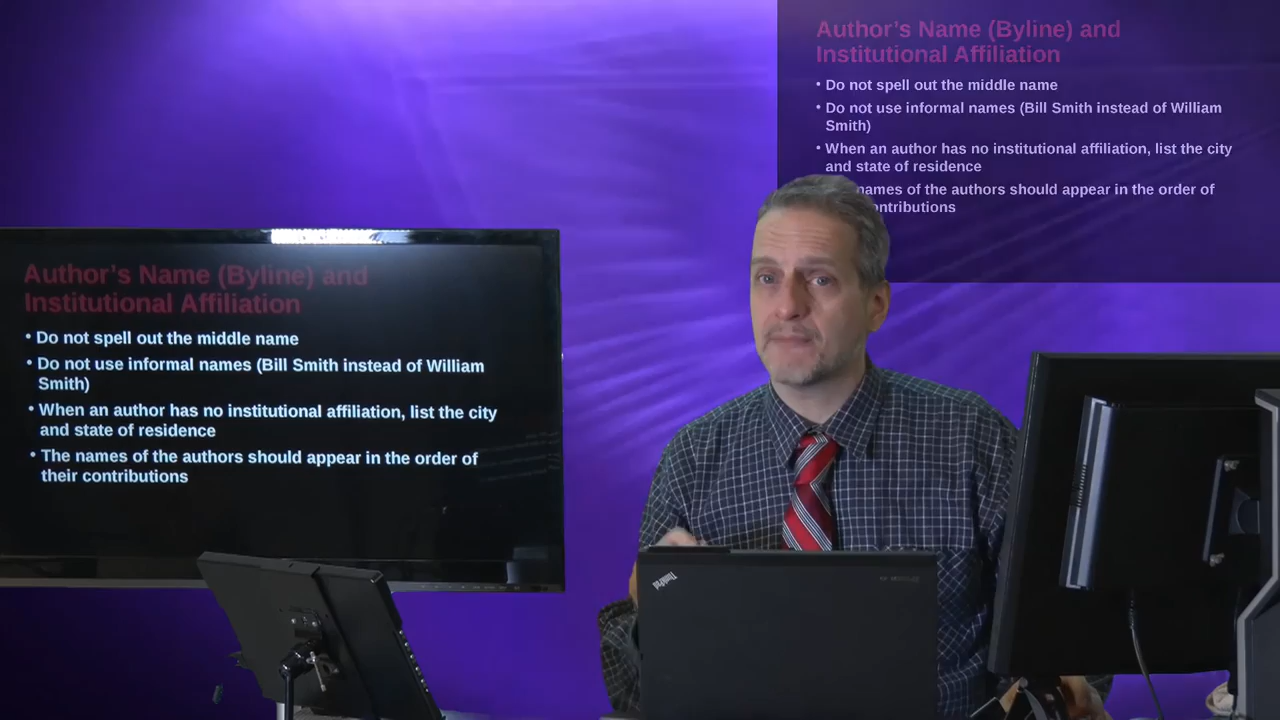 Author's Name (Byline) and
Institutional Affiliation
• Do not spell out the middle name
• Do not use informal names (Bill Smith instead of William
Smith)
• When an author has no institutional affiliation, list the city
and state of residence
• The names of the authors should appear in the order of
their contributions
Author's Name (Byline) and
Institutional Affiliation
• Do not spell out the middle name
• Do not use informal names (Bill Smith instead of William
Smith)
• When an author has no institutional affiliation, list the city
and state of residence
names of the authors should appear in the order of
ntributions
ThinkPad